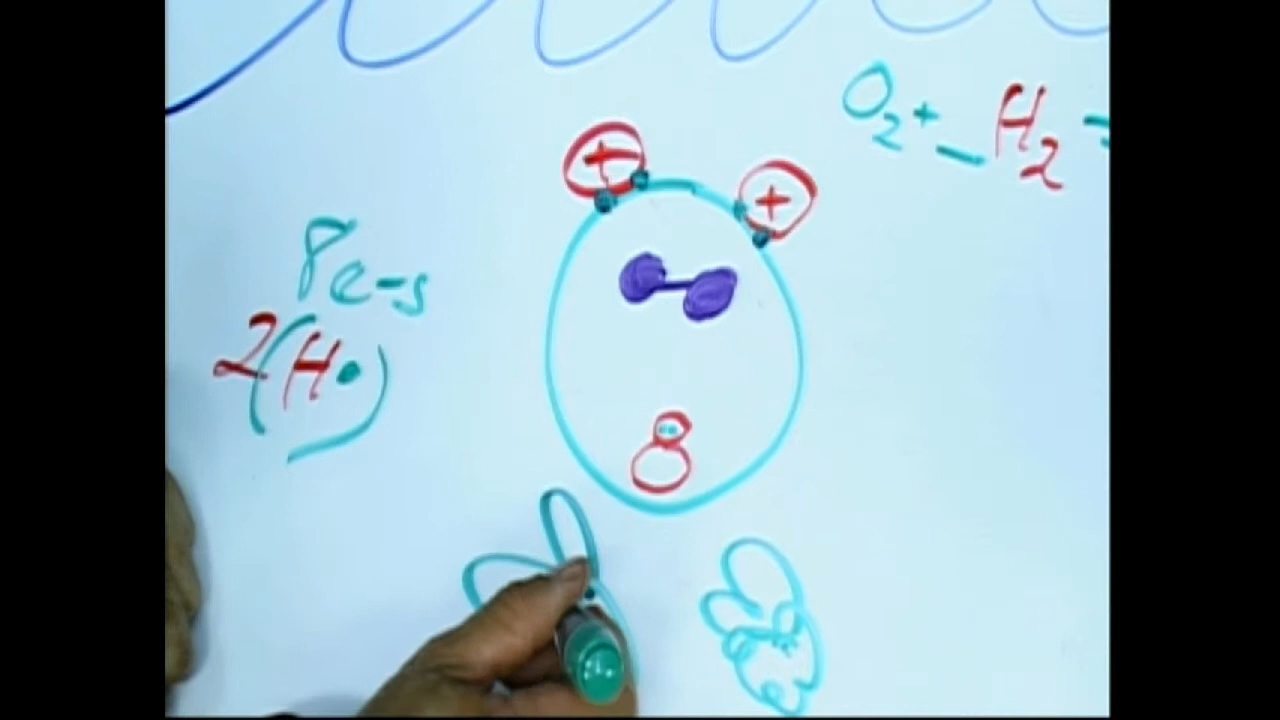 O₂ + _ H₂ =
+
+
8e-s
2(H•)
8